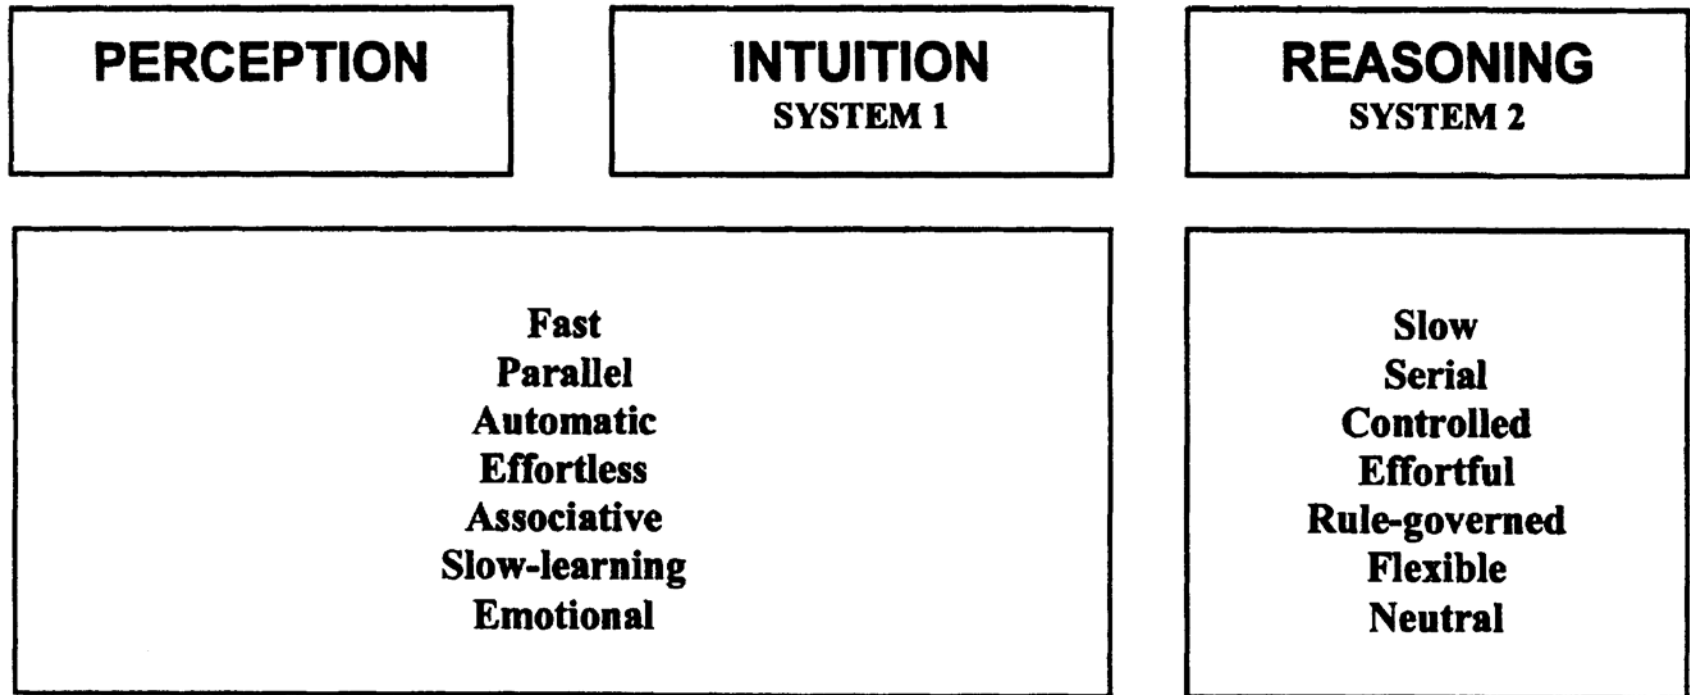 PERCEPTION
INTUITION
SYSTEM 1
REASONING
SYSTEM 2
Fast
Parallel
Automatic
Effortless
Associative
Slow-learning
Emotional
Slow
Serial
Controlled
Effortful
Rule-governed
Flexible
Neutral